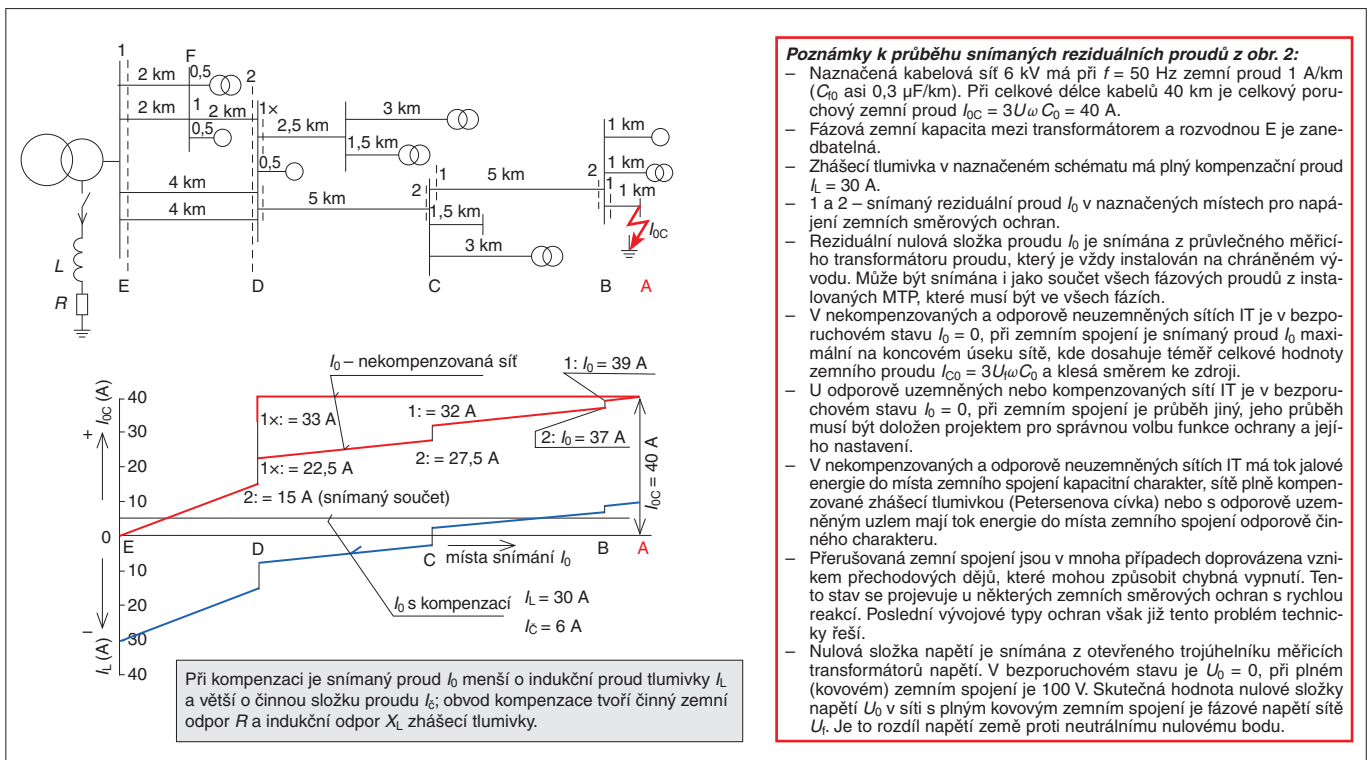 1
F
2 km
0,5
2
2 km
1
2 km
1×
3 km
0,5
2,5 km
1,5 km
1 km
0,5
2
1 km
4 km
2
1
5 km
1
1 km
4 km
5 km
1,5 km
I0C
3 km
L
R
E
D
C
B
A
I0 – nekompenzovaná síť
1: I0 = 39 A
I0C (A)
+
40
30
20
10
0
1×: = 33 A
1: = 32 A
2: I0 = 37 A
1×: = 22,5 A
2: = 27,5 A
2: = 15 A (snímaný součet)
I0C = 40 A
E
D
C
místa snímání I0
B
A
10
20
30
40
–
IL (A)
I0 s kompenzací
IL = 30 A
IČ = 6 A
Při kompenzaci je snímaný proud I0 menší o indukční proud tlumivky IL
a větší o činnou složku proudu Ič; obvod kompenzace tvoří činný zemní
odpor R a indukční odpor XL zhášecí tlumivky.
Poznámky k průběhu snímaných reziduálních proudů z obr. 2:
– Naznačená kabelová síť 6 kV má při f = 50 Hz zemní proud 1 A/km
(Cf0 asi 0,3 μF/km). Při celkové délce kabelů 40 km je celkový poru-
chový zemní proud I0C = 3UωC0 = 40 A.
– Fázová zemní kapacita mezi transformátorem a rozvodnou E je zane-
dbatelná.
– Zhášecí tlumivka v naznačeném schématu má plný kompenzační proud
IL = 30 A.
– 1 a 2 – snímaný reziduální proud I0 v naznačených místech pro napá-
jení zemních směrových ochran.
– Reziduální nulová složka proudu I0 je snímána z průvlečného měřicí-
ho transformátoru proudu, který je vždy instalován na chráněném vý-
vodu. Může být snímána i jako součet všech fázových proudů z insta-
lovaných MTP, které musí být ve všech fázích.
– V nekompenzovaných a odporově neuzemněných sítích IT je v bezpo-
ruchovém stavu I0 = 0, při zemním spojení je snímaný proud I0 maxi-
mální na koncovém úseku sítě, kde dosahuje téměř celkové hodnoty
zemního proudu IC0 = 3UfωC0 a klesá směrem ke zdroji.
– U odporově uzemněných nebo kompenzovaných sítí IT je v bezporu-
chovém stavu I0 = 0, při zemním spojení je průběh jiný, jeho průběh
musí být doložen projektem pro správnou volbu funkce ochrany a její-
ho nastavení.
– V nekompenzovaných a odporově neuzemněných sítích IT má tok jalové
energie do místa zemního spojení kapacitní charakter, sítě plně kompen-
zované zhášecí tlumivkou (Petersenova cívka) nebo s odporově uzem-
něným uzlem mají tok energie do místa zemního spojení odporově čin-
ného charakteru.
– Přerušovaná zemní spojení jsou v mnoha případech doprovázena vzni-
kem přechodových dějů, které mohou způsobit chybná vypnutí. Ten-
to stav se projevuje u některých zemních směrových ochran s rychlou
reakcí. Poslední vývojové typy ochran však již tento problém technic-
ky řeší.
– Nulová složka napětí je snímána z otevřeného trojúhelníku měřicích
transformátorů napětí. V bezporuchovém stavu je U0 = 0, při plném
(kovovém) zemním spojení je 100 V. Skutečná hodnota nulové složky
napětí U0 v síti s plným kovovým zemním spojení je fázové napětí sítě
Uf. Je to rozdíl napětí země proti neutrálnímu nulovému bodu.